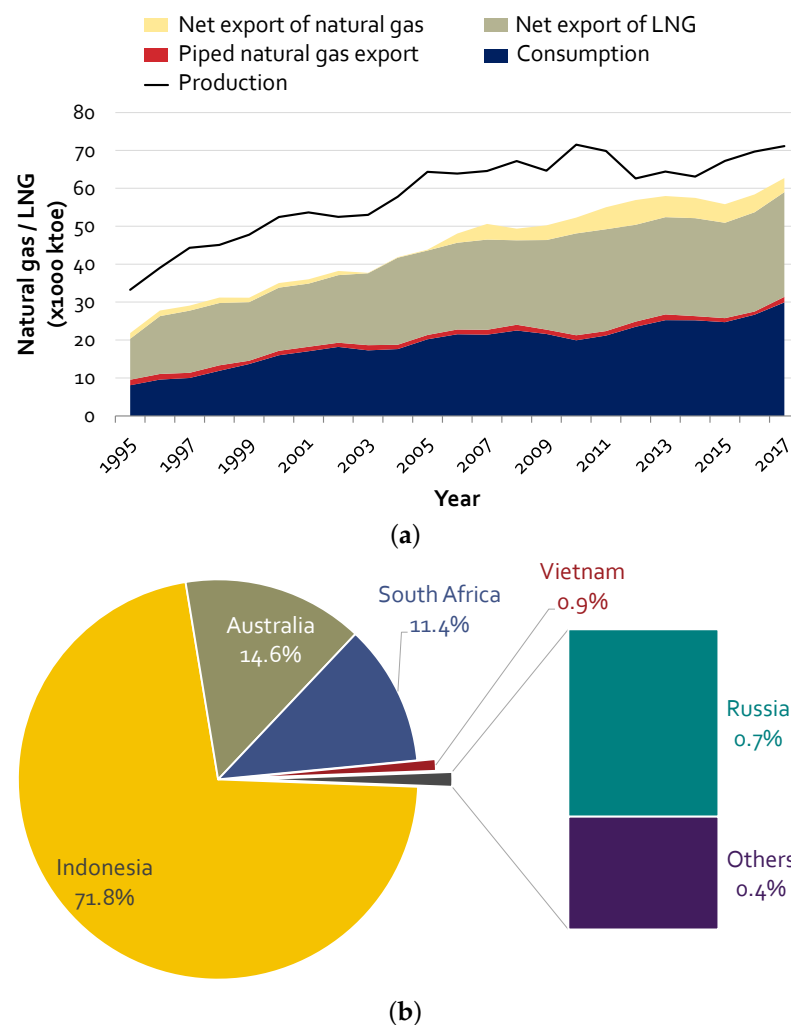 Net export of natural gas
Net export of LNG
Piped natural gas export
Consumption
Production
Natural gas / LNG
(x1000 ktoe)
80
70
60
50
40
30
20
10
0
1995
1997
1999
2001
2003
2005
2007
2009
2011
2013
2015
2017
Year
(a)
Vietnam
0.9%
South Africa
11.4%
Australia
14.6%
Russia
0.7%
Indonesia
71.8%
Others
0.4%
(b)